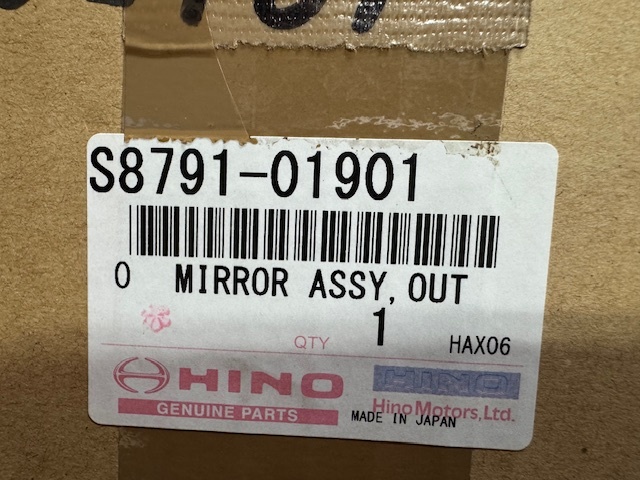 S8791-01901
0 MIRROR ASSY, OUT
QTY 1 HAX06
HINO HINO
GENUINE PARTS Hino Motors, Ltd.
MADE IN JAPAN